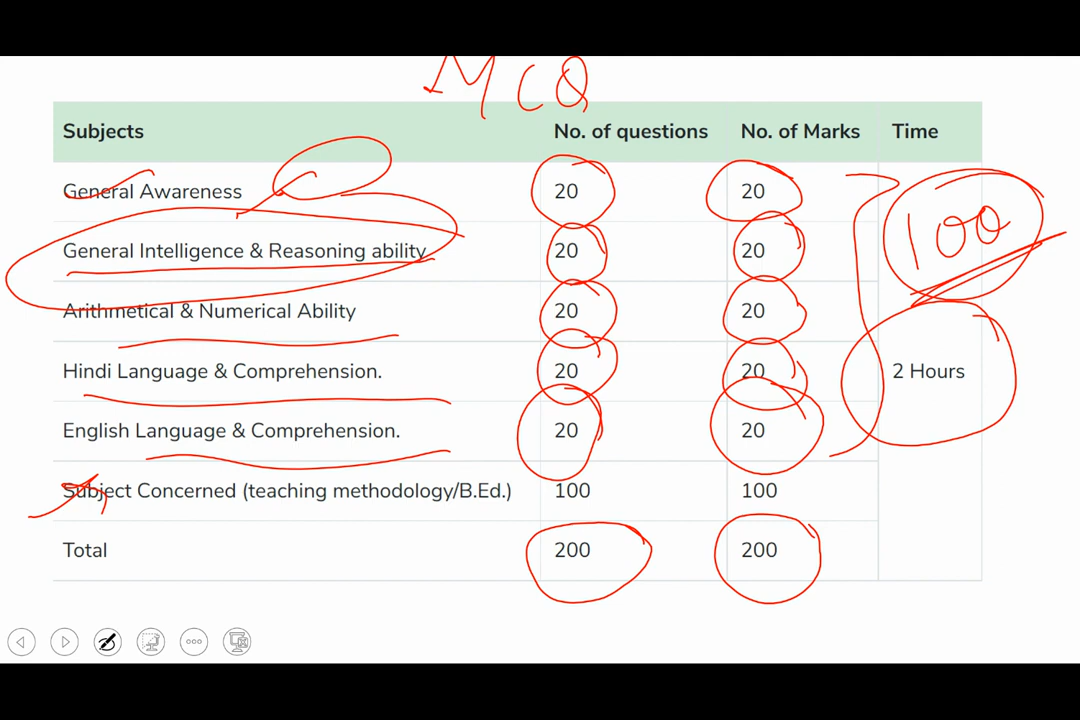 MCQ
Subjects No. of questions No. of Marks Time
General Awareness 20 20
100
General Intelligence & Reasoning ability 20 20
Arithmetical & Numerical Ability 20 20
Hindi Language & Comprehension. 20 20 2 Hours
English Language & Comprehension. 20 20
Subject Concerned (teaching methodology/B.Ed.) 100 100
Total 200 200